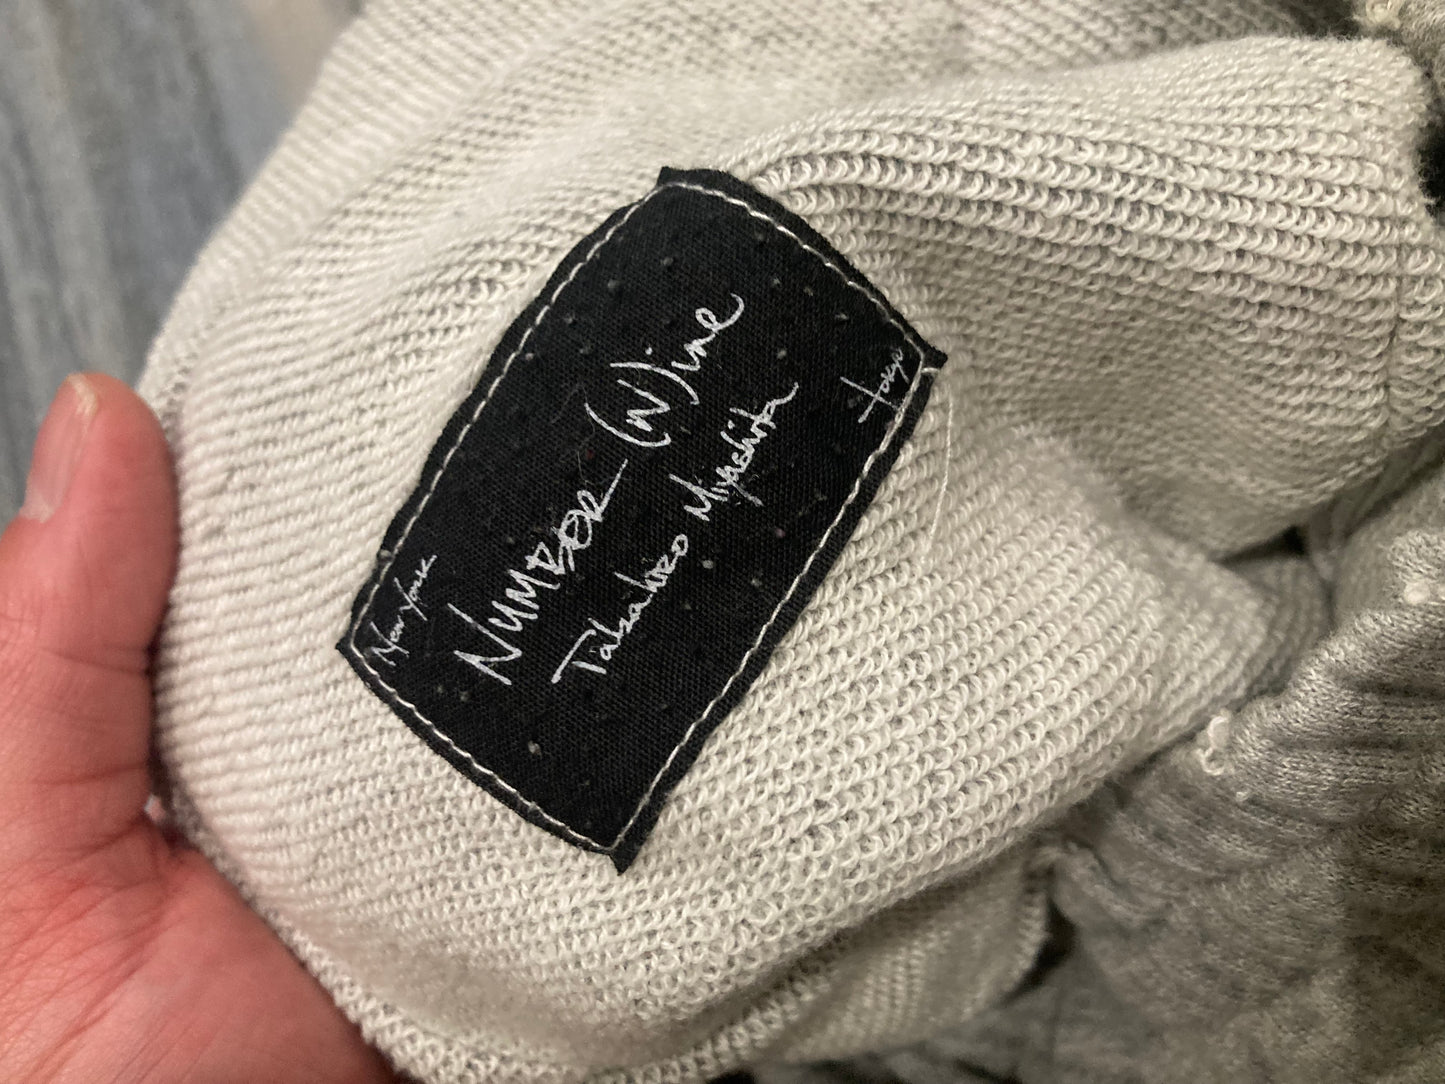 NUMBER (N)ine
Takahiro Miyashita
New York
tokyo